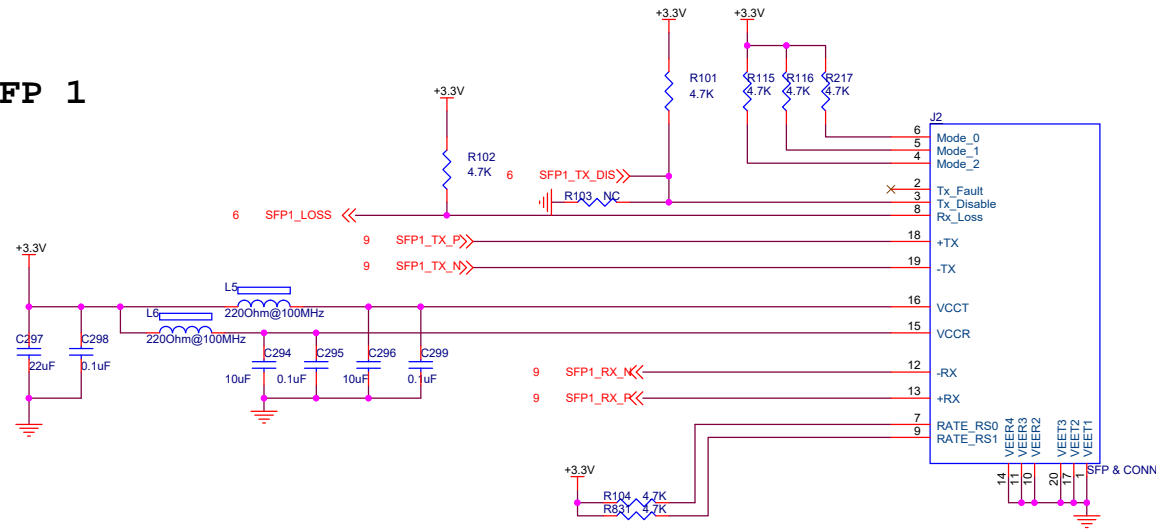 +3.3V
+3.3V
FP 1
R101
4.7K
R115
4.7K
R116
4.7K
R217
4.7K
+3.3V
J2
R102
4.7K
6
Mode_0
5
Mode_1
4
Mode_2
6 SFP1_TX_DIS
2
Tx_Fault
R103 NC
3
Tx_Disable
6 SFP1_LOSS
8
Rx_Loss
9 SFP1_TX_P
18
+TX
9 SFP1_TX_N
19
-TX
+3.3V
L5
220Ohm@100MHz
16
VCCT
L6
220Ohm@100MHz
15
VCCR
C297
22uF
C298
0.1uF
C294
10uF
C295
0.1uF
C296
10uF
C299
0.1uF
9 SFP1_RX_N
12
-RX
9 SFP1_RX_P
13
+RX
7
RATE_RS0
9
RATE_RS1
VEER4
VEER3
VEER2
VEET3
VEET2
VEET1
14
11
10
20
17
1
SFP & CONN
+3.3V
R104 4.7K
R831 4.7K